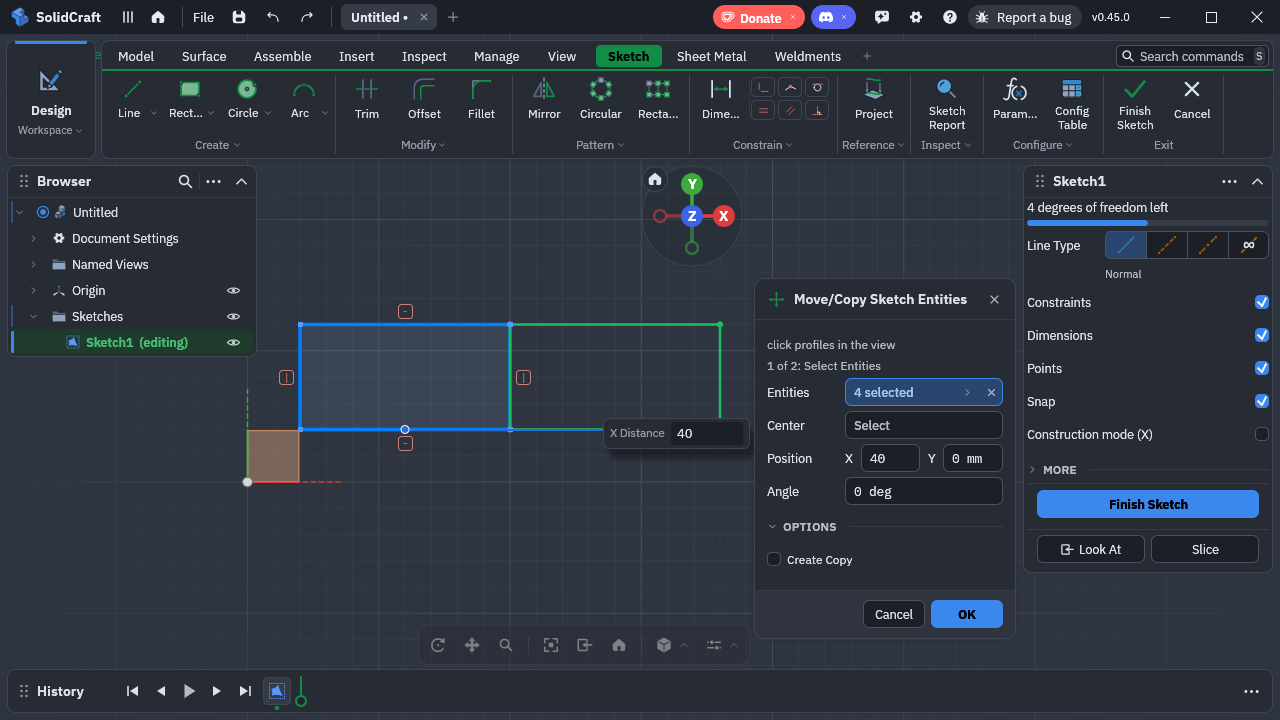 SolidCraft
File
Untitled •
Donate
Report a bug
v0.45.0
Design
Workspace
Model
Surface
Assemble
Insert
Inspect
Manage
View
Sketch
Sheet Metal
Weldments
Search commands
S
Line
Rect...
Circle
Arc
Create
Trim
Offset
Fillet
Modify
Mirror
Circular
Recta...
Pattern
Dime...
Constrain
Project
Reference
Sketch
Report
Inspect
Param...
Config
Table
Configure
Finish
Sketch
Cancel
Exit
Browser
Untitled
Document Settings
Named Views
Origin
Sketches
Sketch1 (editing)
Y
Z
X
X Distance
40
Move/Copy Sketch Entities
click profiles in the view
1 of 2: Select Entities
Entities
4 selected
Center
Select
Position
X
40
Y
0 mm
Angle
0 deg
OPTIONS
Create Copy
Cancel
OK
Sketch1
4 degrees of freedom left
Line Type
Normal
Constraints
Dimensions
Points
Snap
Construction mode (X)
MORE
Finish Sketch
Look At
Slice
History